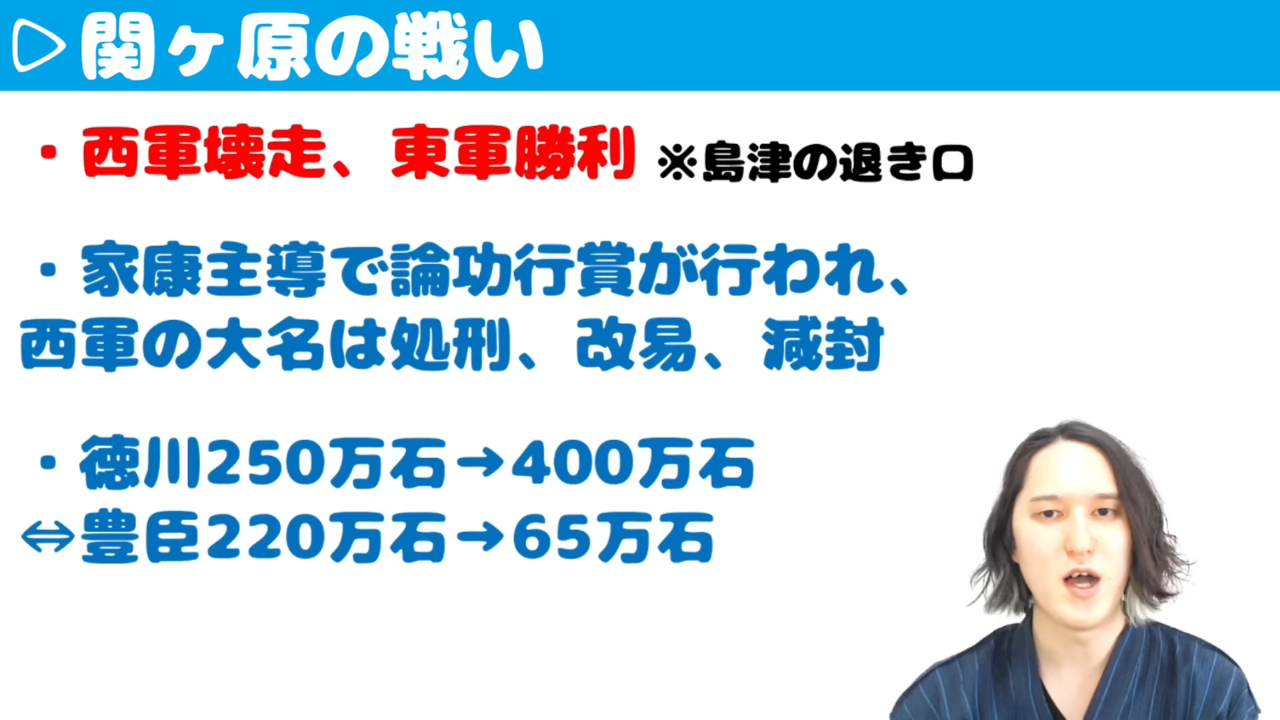 ▷関ヶ原の戦い
・西軍壊走、東軍勝利 ※島津の退き口
・家康主導で論功行賞が行われ、
西軍の大名は処刑、改易、減封
・徳川250万石→400万石
⇔豊臣220万石→65万石